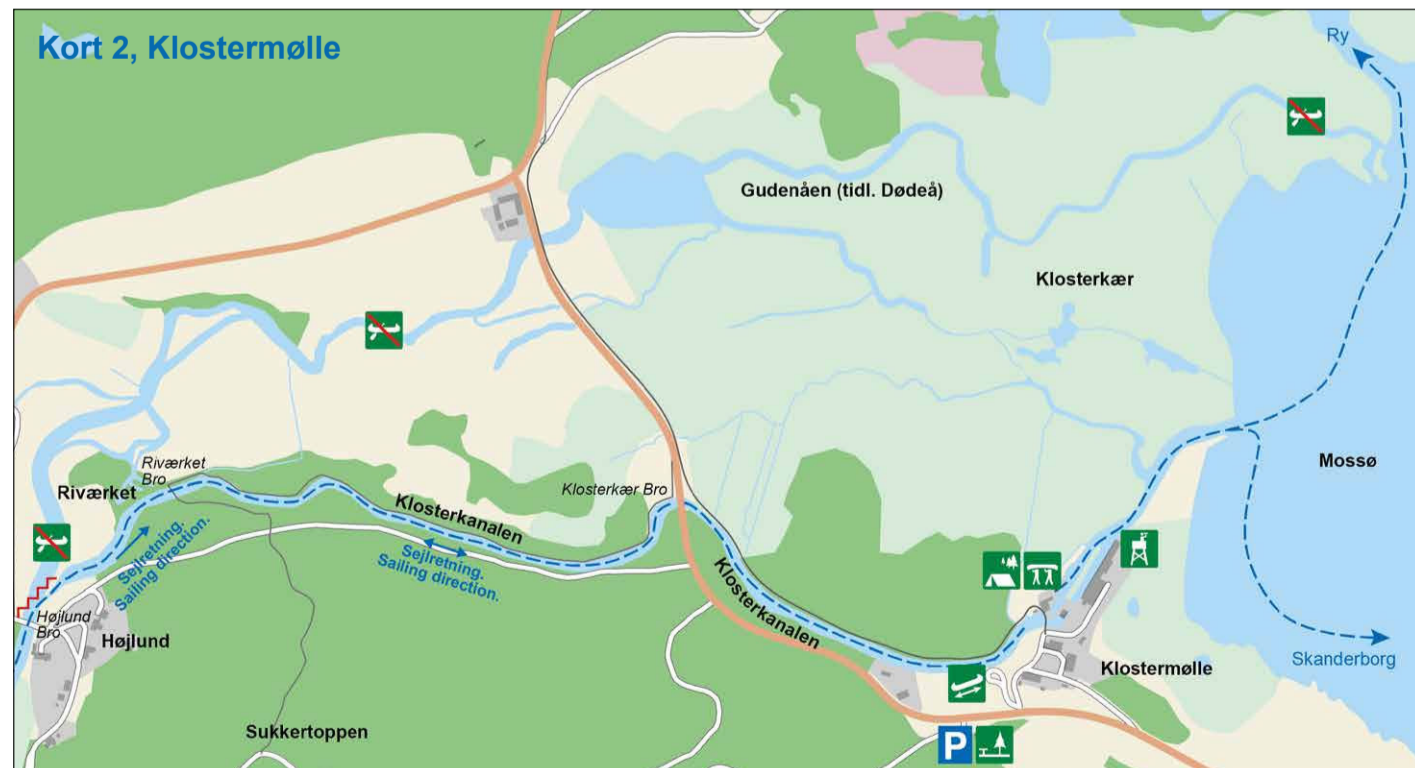 Kort 2, Klostermølle
Ry
Gudenåen (tidl. Dødeå)
Klosterkær
Mossø
Riværket
Bro
Riværket
Klosterkær Bro
Klosterkanalen
Sejlretning.
Sailing direction.
Sejlretning.
Sailing direction.
Klosterkanalen
Højlund
Bro
Højlund
Klostermølle
Skanderborg
Sukkertoppen
P